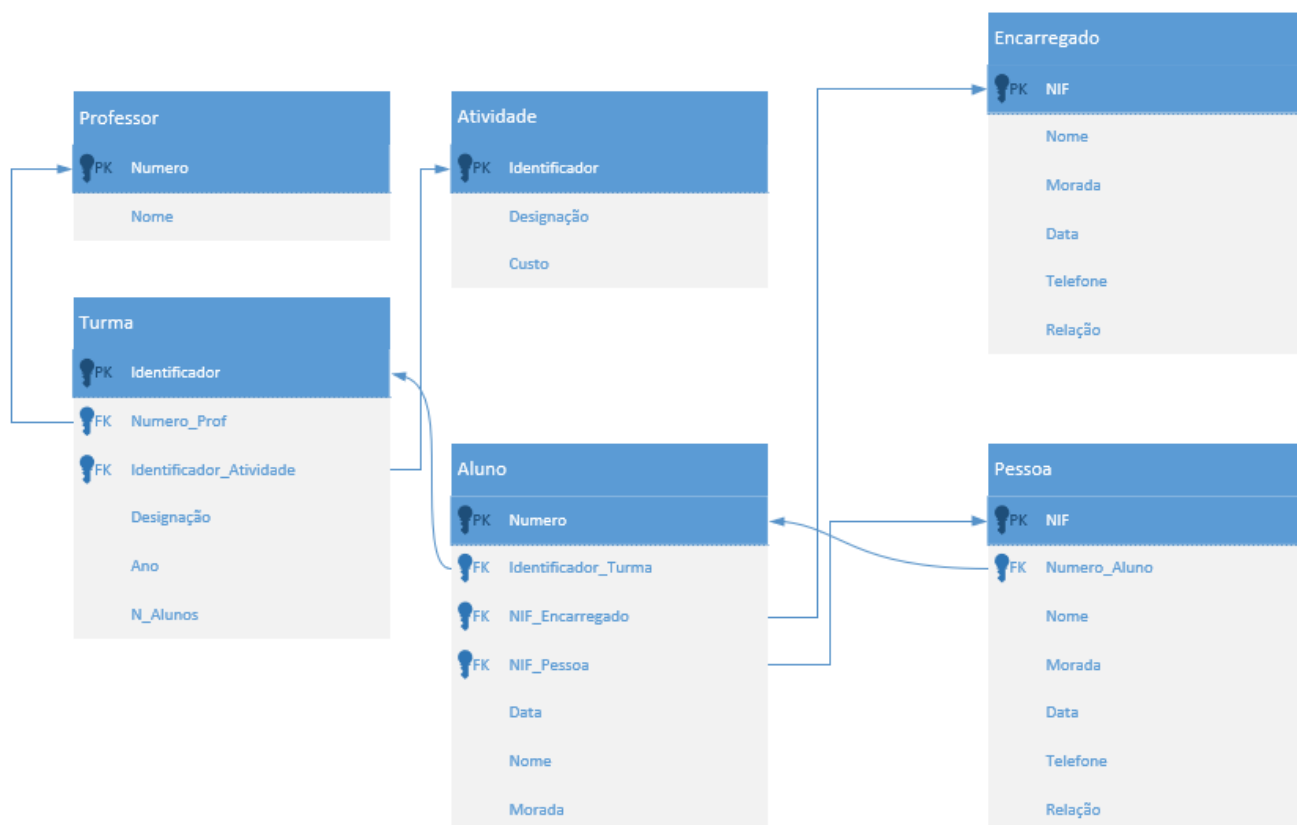 Professor
PK Numero
Nome
Atividade
PK Identificador
Designação
Custo
Encarregado
PK NIF
Nome
Morada
Data
Telefone
Relação
Turma
PK Identificador
FK Numero_Prof
FK Identificador_Atividade
Designação
Ano
N_Alunos
Aluno
PK Numero
FK Identificador_Turma
FK NIF_Encarregado
FK NIF_Pessoa
Data
Nome
Morada
Pessoa
PK NIF
FK Numero_Aluno
Nome
Morada
Data
Telefone
Relação